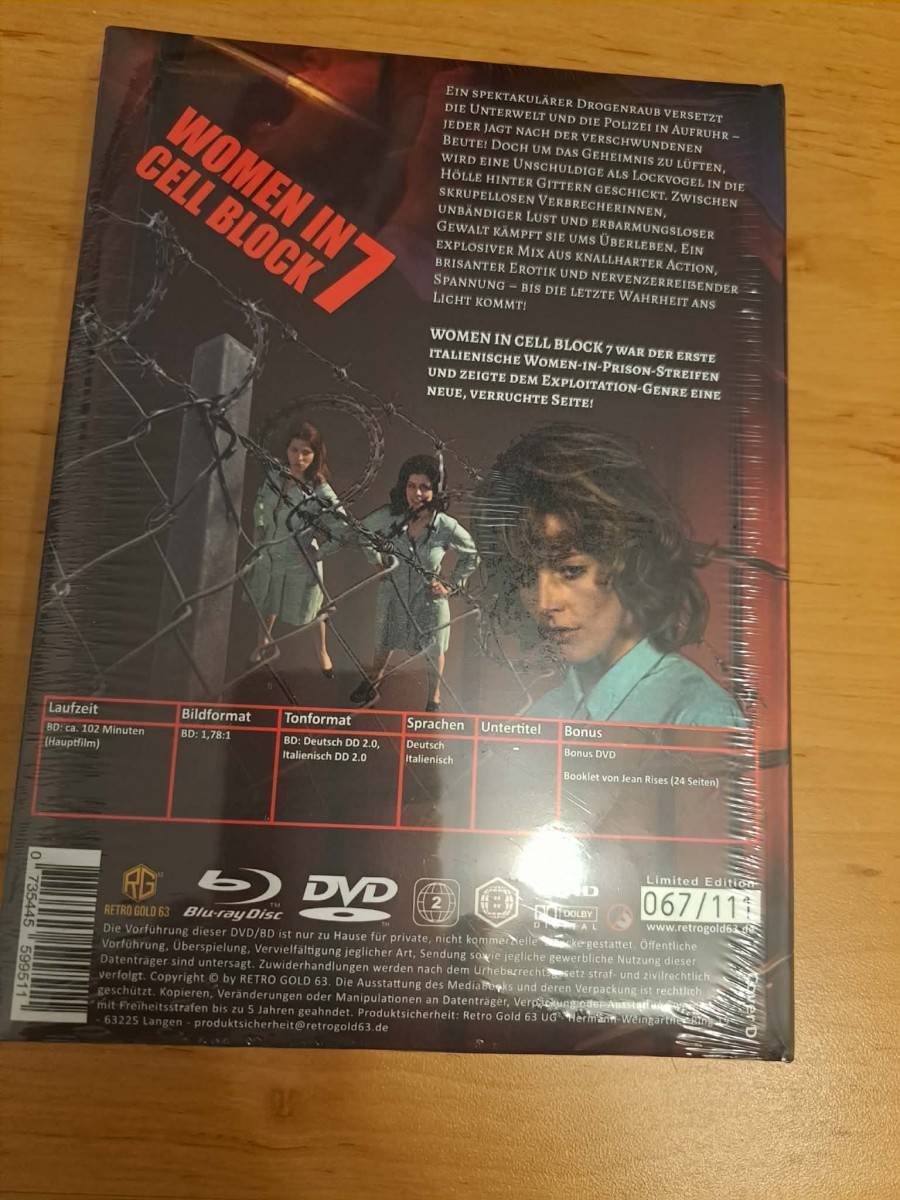 WOMEN IN
CELL BLOCK 7
EIN SPEKTAKULÄRER DROGENRAUB VERSETZT
DIE UNTERWELT UND DIE POLIZEI IN AUFRUHR –
JEDER JAGT NACH DER VERSCHWUNDENEN
BEUTE! DOCH UM DAS GEHEIMNIS ZU LÜFTEN,
WIRD EINE UNSCHULDIGE ALS LOCKVOGEL IN DIE
HÖLLE HINTER GITTERN GESCHICKT. ZWISCHEN
SKRUPELLOSEN VERBRECHERINNEN,
UNBÄNDIGER LUST UND ERBARMUNGSLOSER
GEWALT KÄMPFT SIE UMS ÜBERLEBEN. EIN
EXPLOSIVER MIX AUS KNALLHARTER ACTION,
BRISANTER EROTIK UND NERVENZERREISSENDER
SPANNUNG – BIS DIE LETZTE WAHRHEIT ANS
LICHT KOMMT!
WOMEN IN CELL BLOCK 7 WAR DER ERSTE
ITALIENISCHE WOMEN-IN-PRISON-STREIFEN
UND ZEIGTE DEM EXPLOITATION-GENRE EINE
NEUE, VERRUCHTE SEITE!
Laufzeit Bildformat Tonformat Sprachen Untertitel Bonus
BD: ca. 102 Minuten
(Hauptfilm)
BD: 1,78:1
BD: Deutsch DD 2.0,
Italienisch DD 2.0
Deutsch
Italienisch
-
Bonus DVD
Booklet von Jean Rises (24 Seiten)
0 735445 599511
RG
RETRO GOLD 63
Blu-ray Disc
DVD
2
DOLBY
DIGITAL
Limited Edition
067/111
www.retrogold63.de
Die Vorführung dieser DVD/BD ist nur zu Hause für private, nicht kommerzielle gestattet. Öffentliche
Vorführung, Überspielung, Vervielfältigung jeglicher Art, Sendung sowie jegliche gewerbliche Nutzung dieser
Datenträger sind untersagt. Zuwiderhandlungen werden nach dem Urheberrechtsgesetz straf- und zivilrechtlich
verfolgt. Copyright © by RETRO GOLD 63. Die Ausstattung des MediaBooks und deren Verpackung ist rechtlich
geschützt. Kopieren, Veränderungen oder Manipulationen an Datenträger, Verpackung oder
mit Freiheitsstrafen bis zu 5 Jahren geahndet. Produktsicherheit: Retro Gold 63 UG - Hermann-Weingärtner-Ring
- 63225 Langen - produktsicherheit@retrogold63.de
Cover D